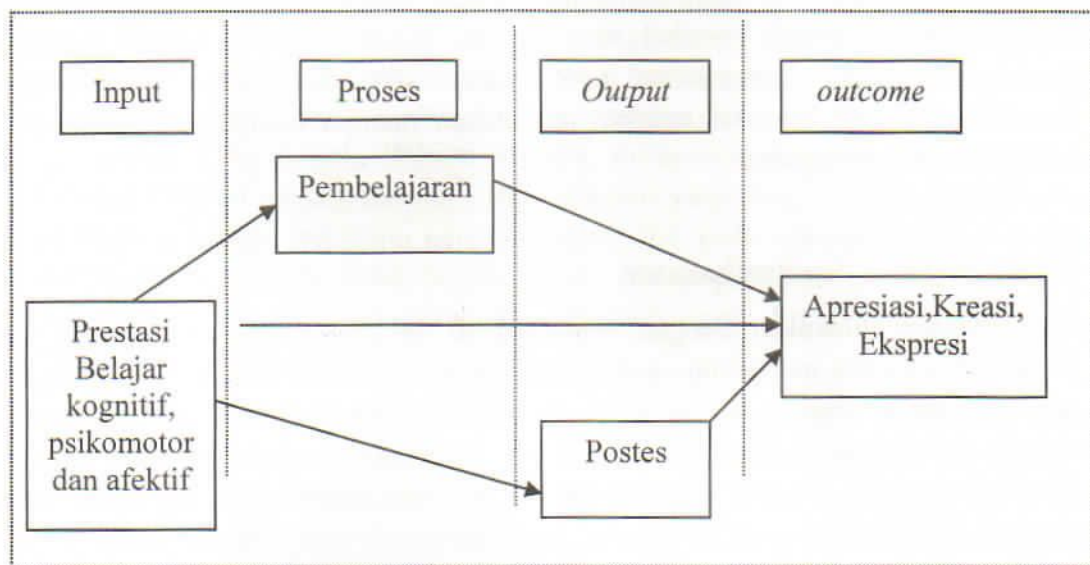 Input
Proses
Output
outcome
Pembelajaran
Prestasi
Belajar
kognitif,
psikomotor
dan afektif
Apresiasi,Kreasi,
Ekspresi
Postes